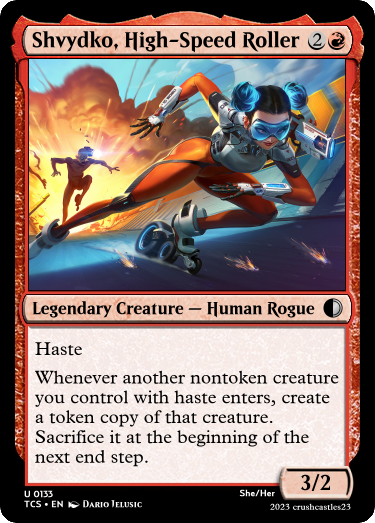 Shvydko, High-Speed Roller 2
Legendary Creature — Human Rogue
Haste
Whenever another nontoken creature
you control with haste enters, create
a token copy of that creature.
Sacrifice it at the beginning of the
next end step.
3/2
U 0133
She/Her
TCS • EN Dario Jelusic
2023 crushcastles23